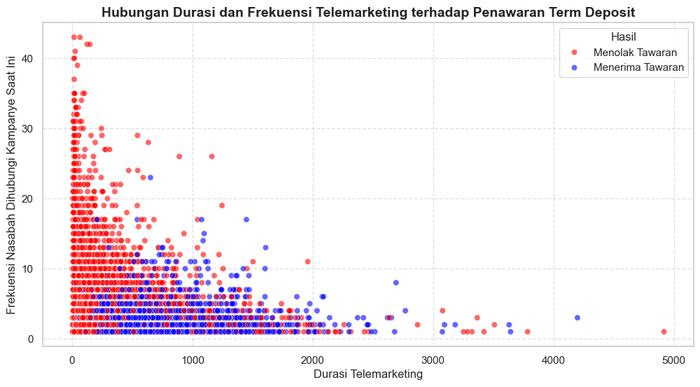 Hubungan Durasi dan Frekuensi Telemarketing terhadap Penawaran Term Deposit
Hasil
Menolak Tawaran
Menerima Tawaran
Frekuensi Nasabah Dihubungi Kampanye Saat Ini
40
30
20
10
0
0 1000 2000 3000 4000 5000
Durasi Telemarketing